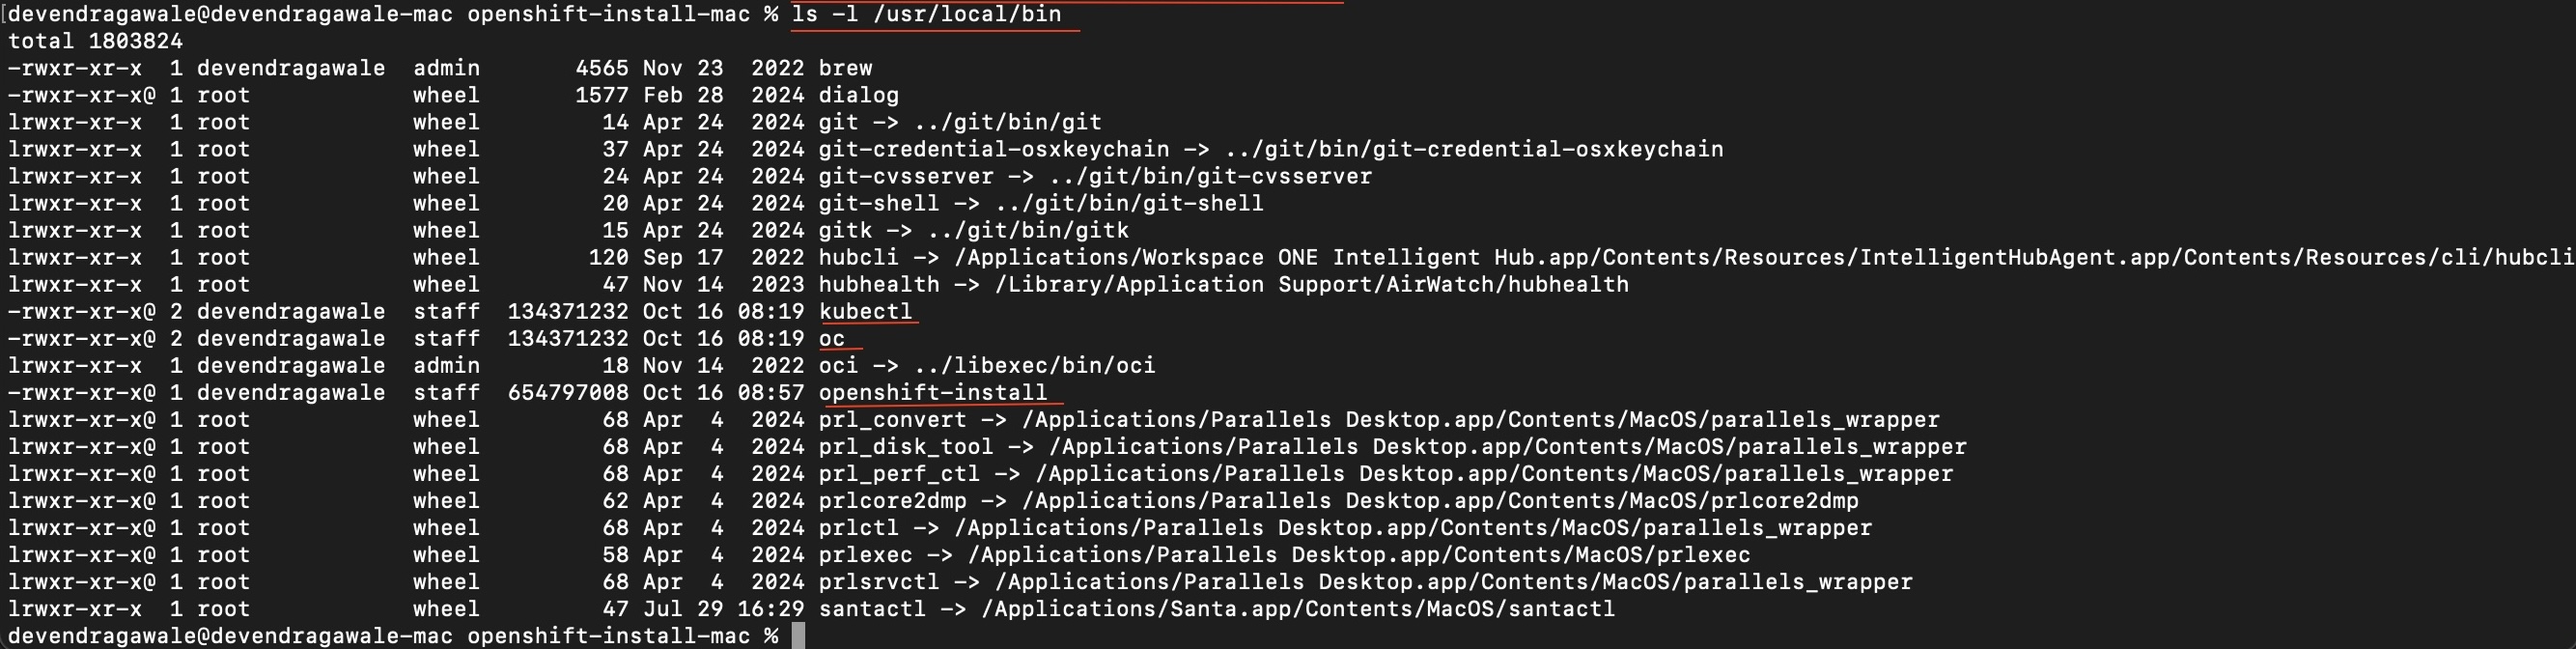 [devendragawale@devendragawale-mac openshift-install-mac % ls -l /usr/local/bin
total 1803824
-rwxr-xr-x  1 devendragawale  admin       4565 Nov 23  2022 brew
-rwxr-xr-x@ 1 root            wheel       1577 Feb 28  2024 dialog
lrwxr-xr-x  1 root            wheel         14 Apr 24  2024 git -> ../git/bin/git
lrwxr-xr-x  1 root            wheel         37 Apr 24  2024 git-credential-osxkeychain -> ../git/bin/git-credential-osxkeychain
lrwxr-xr-x  1 root            wheel         24 Apr 24  2024 git-cvsserver -> ../git/bin/git-cvsserver
lrwxr-xr-x  1 root            wheel         20 Apr 24  2024 git-shell -> ../git/bin/git-shell
lrwxr-xr-x  1 root            wheel         15 Apr 24  2024 gitk -> ../git/bin/gitk
lrwxr-xr-x  1 root            wheel        120 Sep 17  2022 hubcli -> /Applications/Workspace ONE Intelligent Hub.app/Contents/Resources/IntelligentHubAgent.app/Contents/Resources/cli/hubcli
lrwxr-xr-x  1 root            wheel         47 Nov 14  2023 hubhealth -> /Library/Application Support/AirWatch/hubhealth
-rwxr-xr-x@ 2 devendragawale  staff  134371232 Oct 16 08:19 kubectl
-rwxr-xr-x@ 2 devendragawale  staff  134371232 Oct 16 08:19 oc
lrwxr-xr-x  1 devendragawale  admin         18 Nov 14  2022 oci -> ../libexec/bin/oci
-rwxr-xr-x@ 1 devendragawale  staff  654797008 Oct 16 08:57 openshift-install
lrwxr-xr-x@ 1 root            wheel         68 Apr  4  2024 prl_convert -> /Applications/Parallels Desktop.app/Contents/MacOS/parallels_wrapper
lrwxr-xr-x@ 1 root            wheel         68 Apr  4  2024 prl_disk_tool -> /Applications/Parallels Desktop.app/Contents/MacOS/parallels_wrapper
lrwxr-xr-x@ 1 root            wheel         68 Apr  4  2024 prl_perf_ctl -> /Applications/Parallels Desktop.app/Contents/MacOS/parallels_wrapper
lrwxr-xr-x@ 1 root            wheel         62 Apr  4  2024 prlcore2dmp -> /Applications/Parallels Desktop.app/Contents/MacOS/prlcore2dmp
lrwxr-xr-x@ 1 root            wheel         68 Apr  4  2024 prlctl -> /Applications/Parallels Desktop.app/Contents/MacOS/parallels_wrapper
lrwxr-xr-x@ 1 root            wheel         58 Apr  4  2024 prlexec -> /Applications/Parallels Desktop.app/Contents/MacOS/prlexec
lrwxr-xr-x@ 1 root            wheel         68 Apr  4  2024 prlsrvctl -> /Applications/Parallels Desktop.app/Contents/MacOS/parallels_wrapper
lrwxr-xr-x  1 root            wheel         47 Jul 29 16:29 santactl -> /Applications/Santa.app/Contents/MacOS/santactl
devendragawale@devendragawale-mac openshift-install-mac %